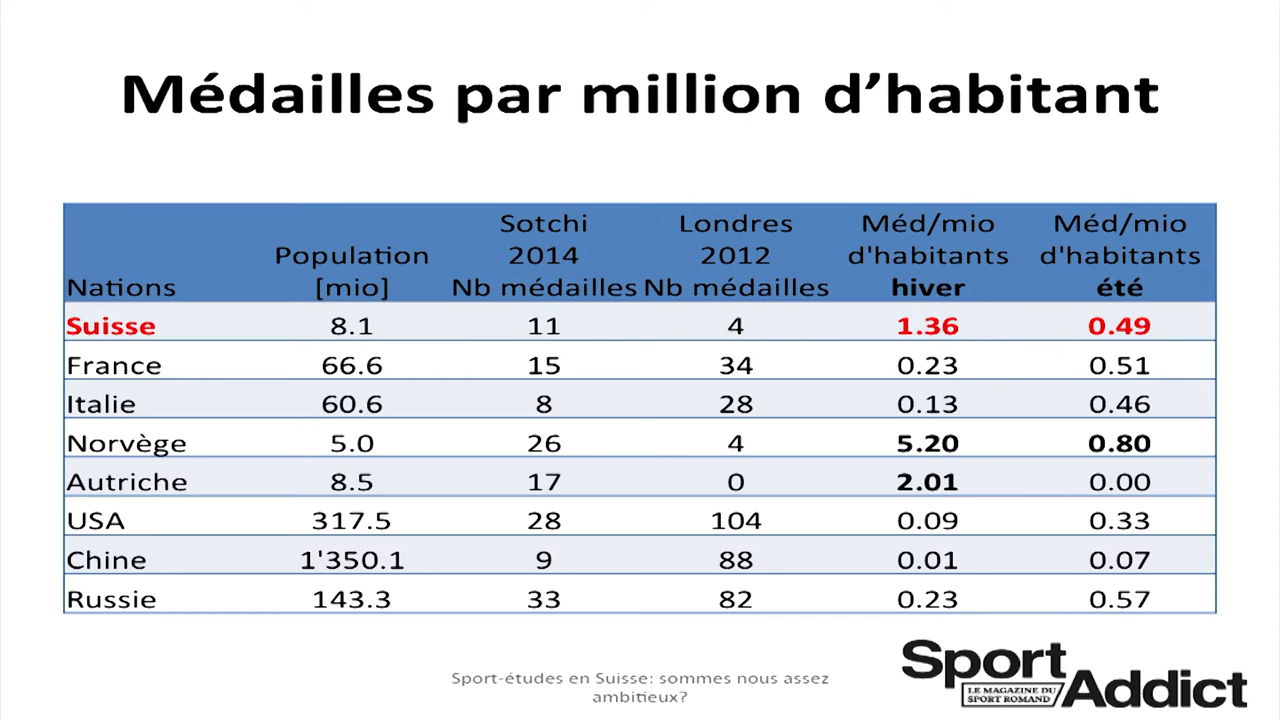 Médailles par million d’habitant
Nations Population [mio] Sotchi 2014 Nb médailles Londres 2012 Nb médailles Méd/mio d'habitants hiver Méd/mio d'habitants été
Suisse 8.1 11 4 1.36 0.49
France 66.6 15 34 0.23 0.51
Italie 60.6 8 28 0.13 0.46
Norvège 5.0 26 4 5.20 0.80
Autriche 8.5 17 0 2.01 0.00
USA 317.5 28 104 0.09 0.33
Chine 1'350.1 9 88 0.01 0.07
Russie 143.3 33 82 0.23 0.57
Sport-études en Suisse: sommes nous assez
ambitieux?
Sport
LE MAGAZINE DU
SPORT ROMAND
Addict